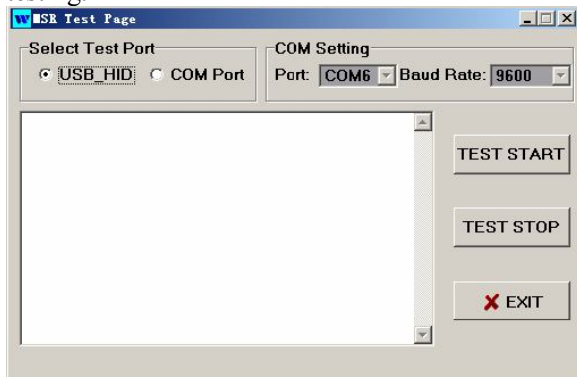 W MSR Test Page
Select Test Port
USB_HID COM Port
COM Setting
Port: COM6 Baud Rate: 9600
TEST START
TEST STOP
EXIT